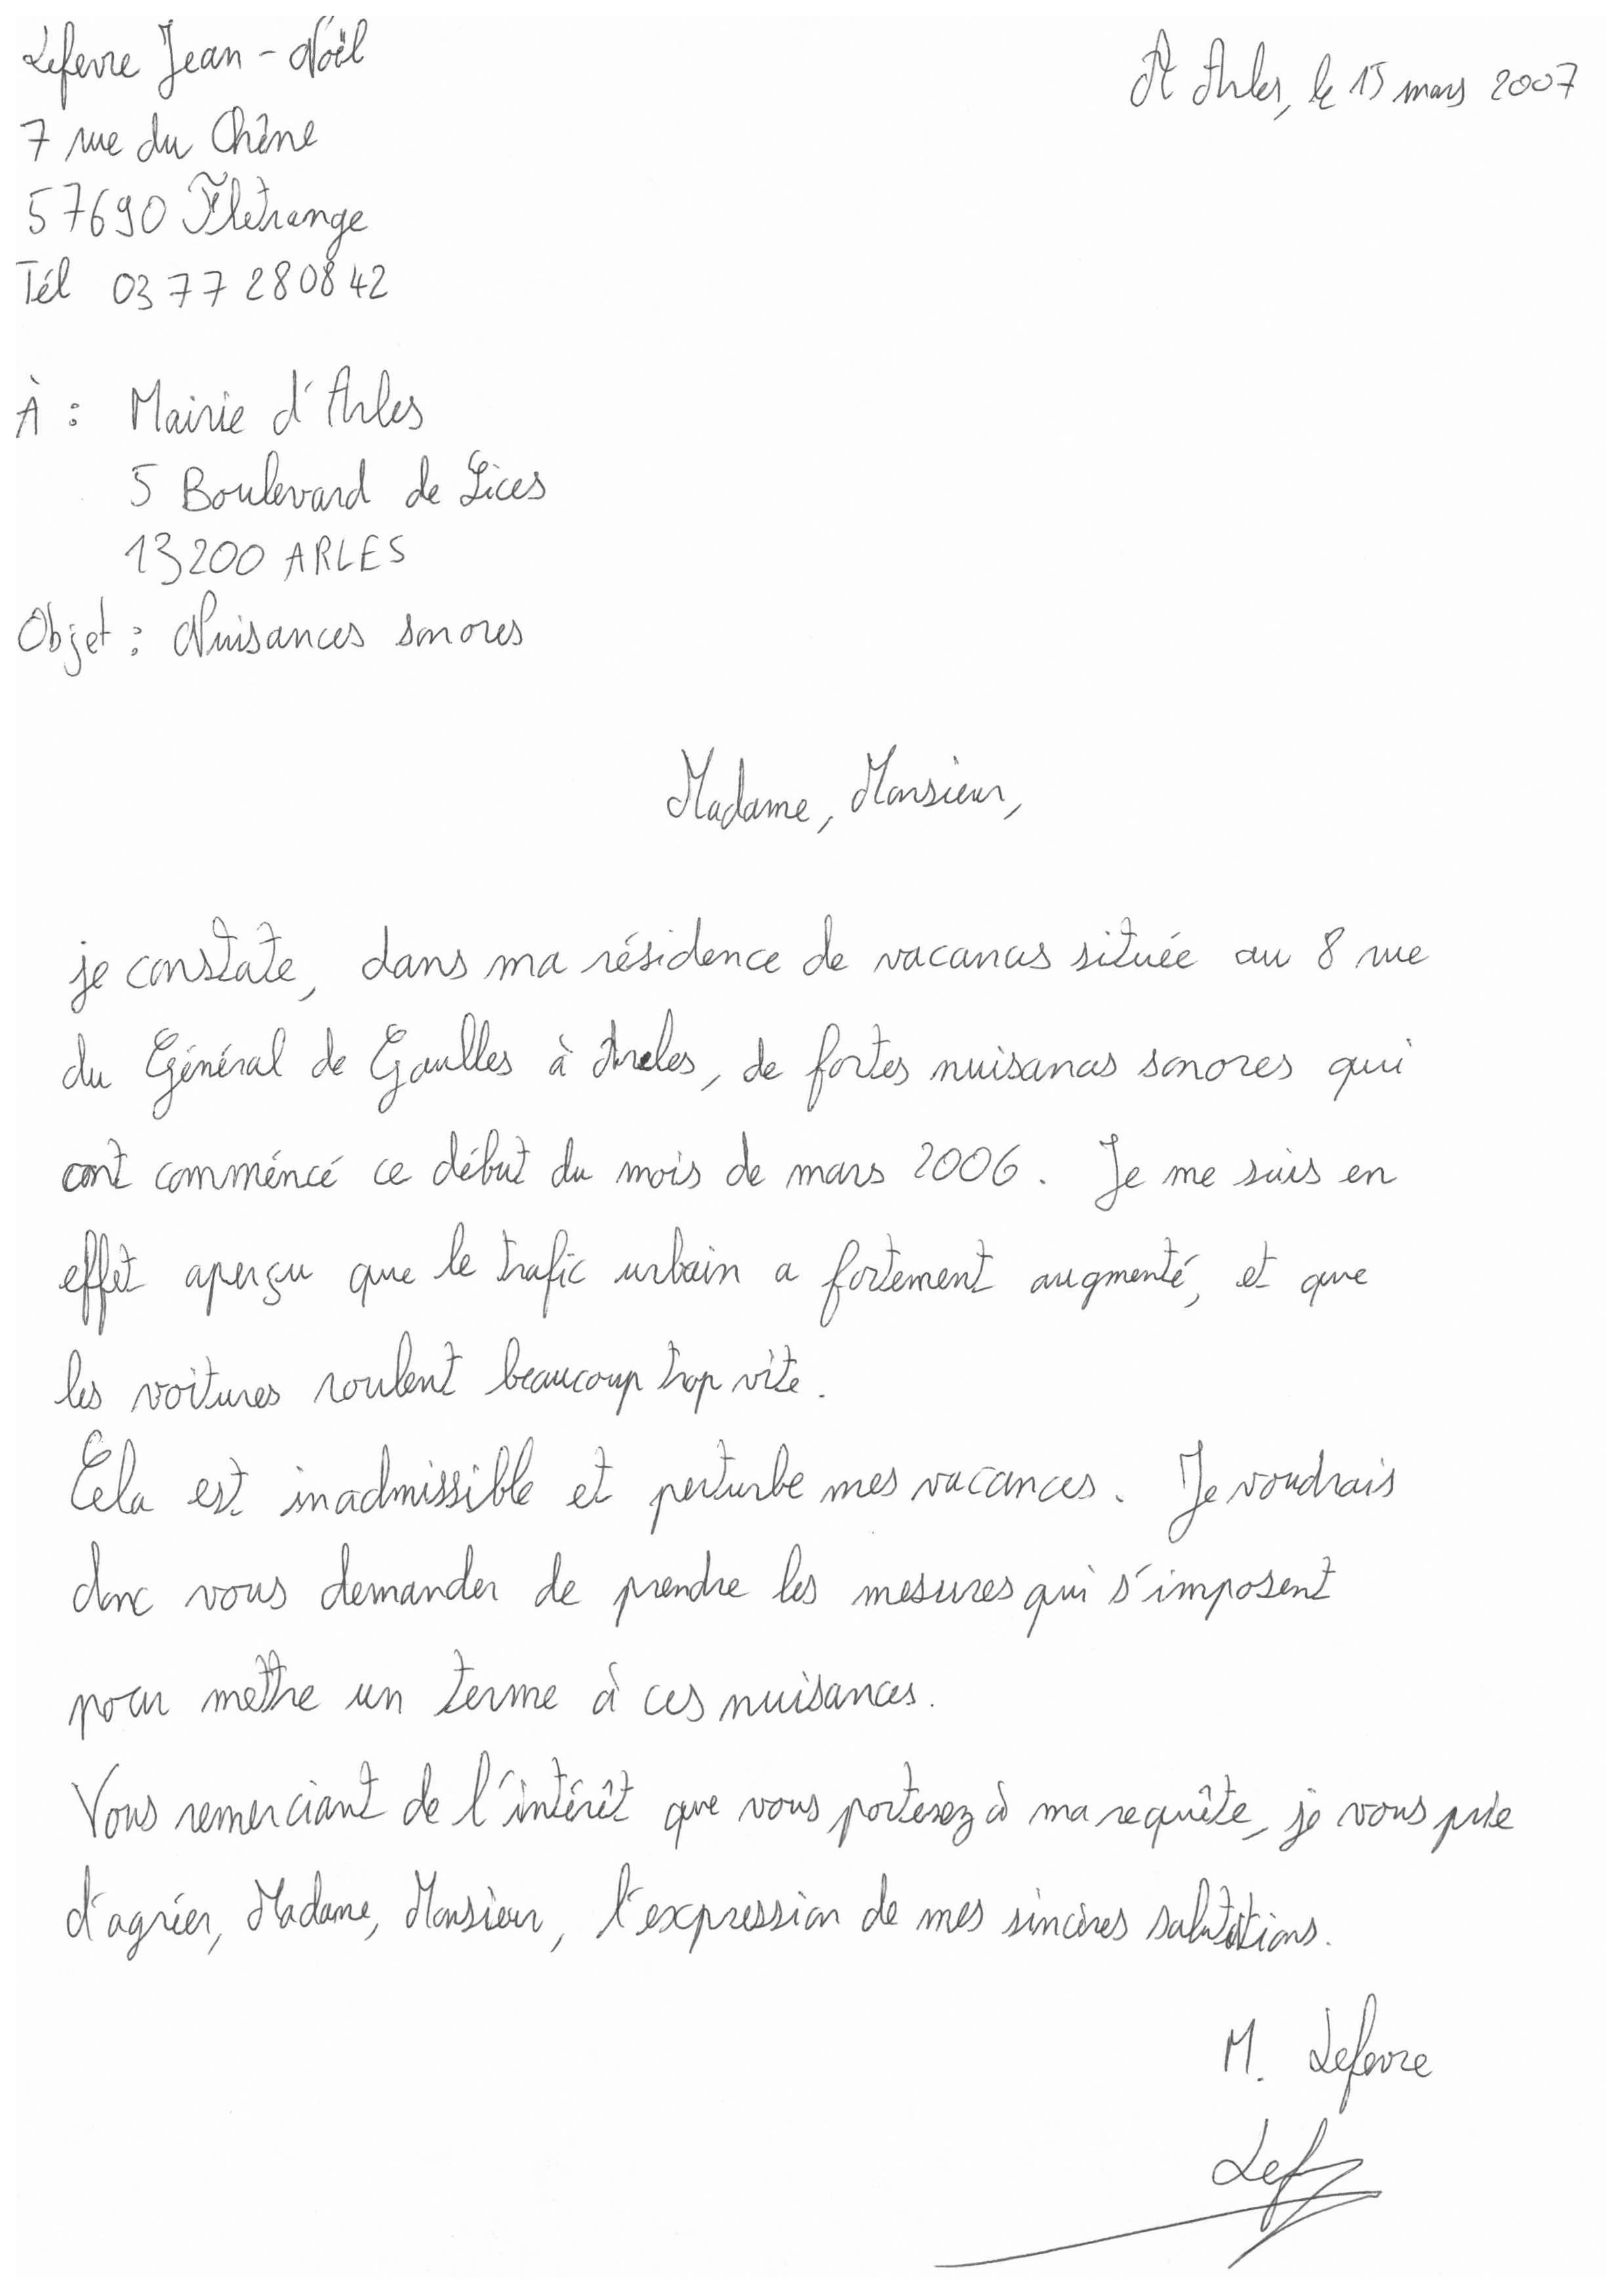 Lefevre Jean-Noël
A Arles, le 15 mars 2007
7 rue du Chêne
57690 Flétrange
Tél 03 77 28 08 42
À : Mairie d'Arles
5 Boulevard de Lices
13200 ARLES
Objet : Nuisances sonores
Madame, Monsieur,
je constate, dans ma résidence de vacances située au 8 rue
du Général de Gaulles à Arles, de fortes nuisances sonores qui
ont comméncé ce début du mois de mars 2006. Je me suis en
effet aperçu que le trafic urbain a fortement augmenté, et que
les voitures roulent beaucoup trop vite.
Cela est inadmissible et perturbe mes vacances. Je voudrais
donc vous demander de prendre les mesures qui s'imposent
pour mettre un terme à ces nuisances.
Vous remerciant de l'intérêt que vous porterez à ma requête, je vous prie
d'agréer, Madame, Monsieur, l'expression de mes sincères salutations.
M. Lefevre
Lef